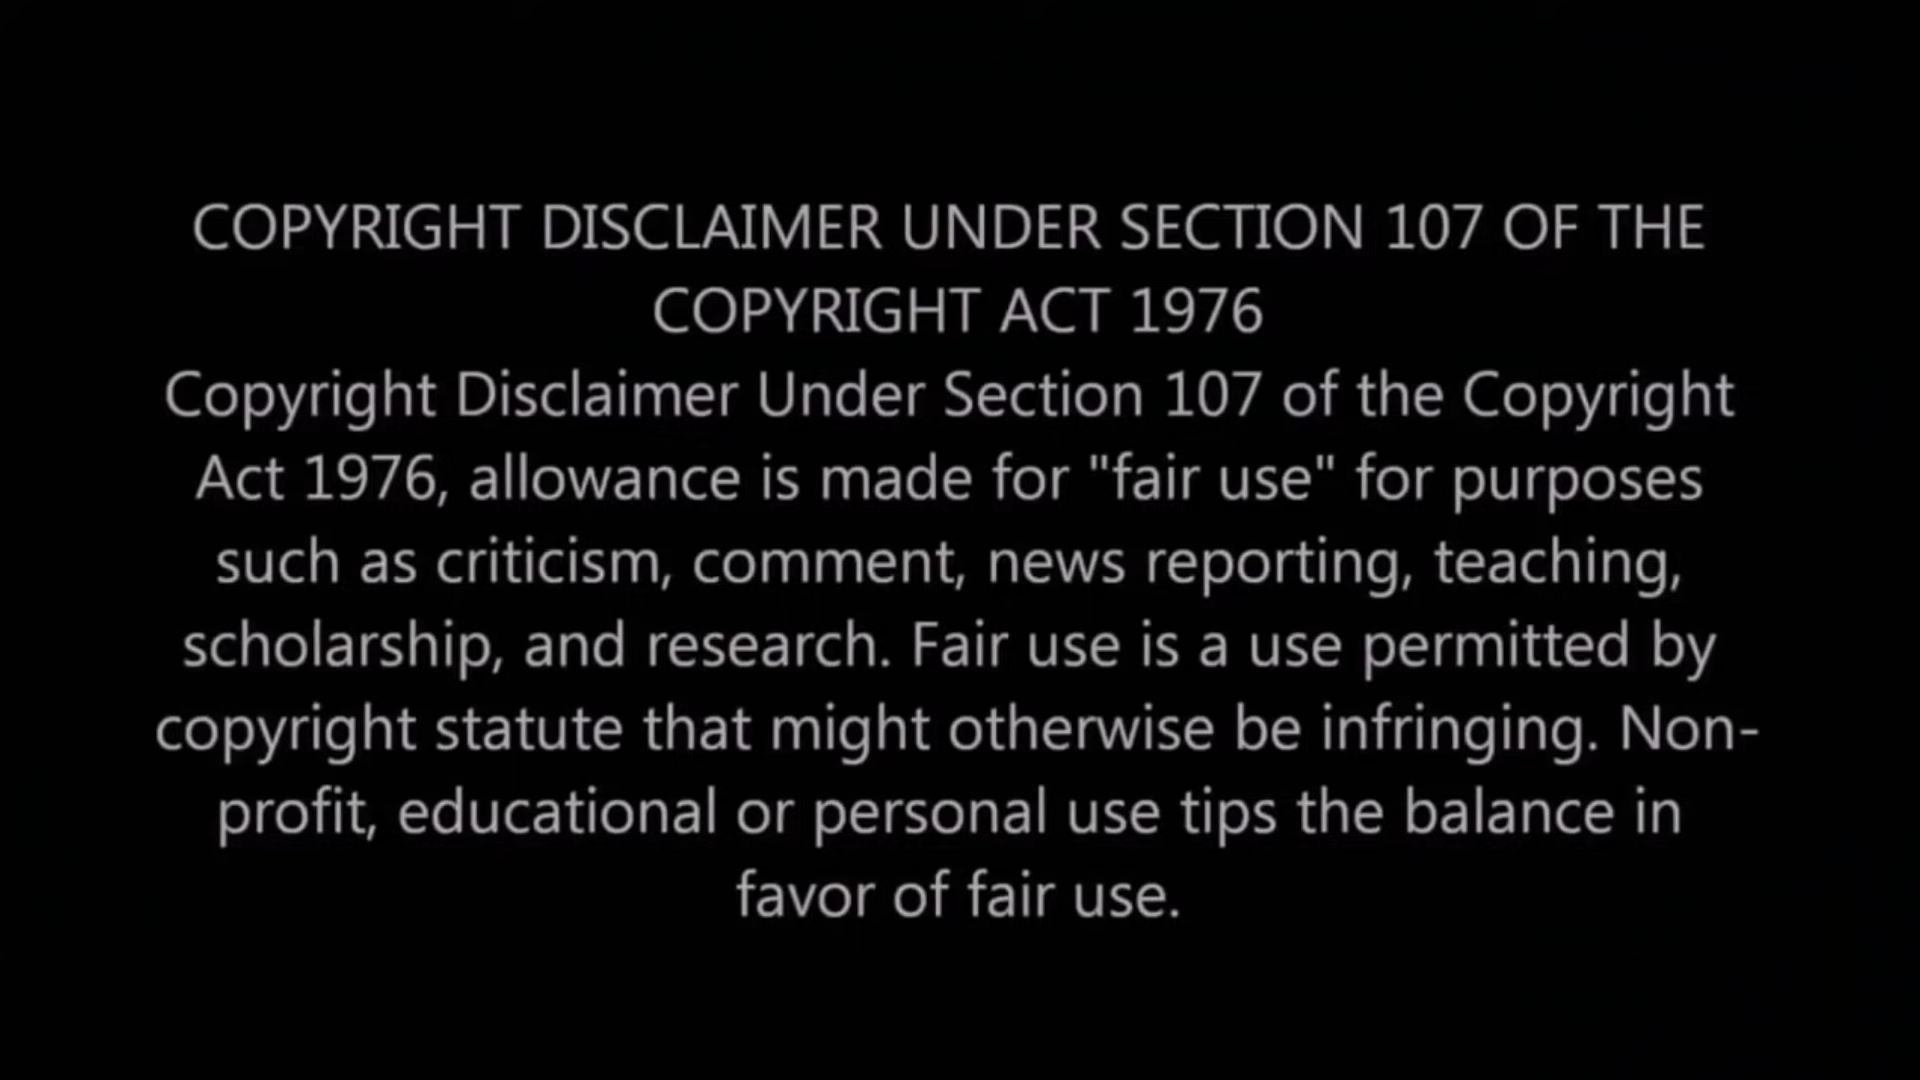 COPYRIGHT DISCLAIMER UNDER SECTION 107 OF THE
COPYRIGHT ACT 1976
Copyright Disclaimer Under Section 107 of the Copyright
Act 1976, allowance is made for "fair use" for purposes
such as criticism, comment, news reporting, teaching,
scholarship, and research. Fair use is a use permitted by
copyright statute that might otherwise be infringing. Non-
profit, educational or personal use tips the balance in
favor of fair use.